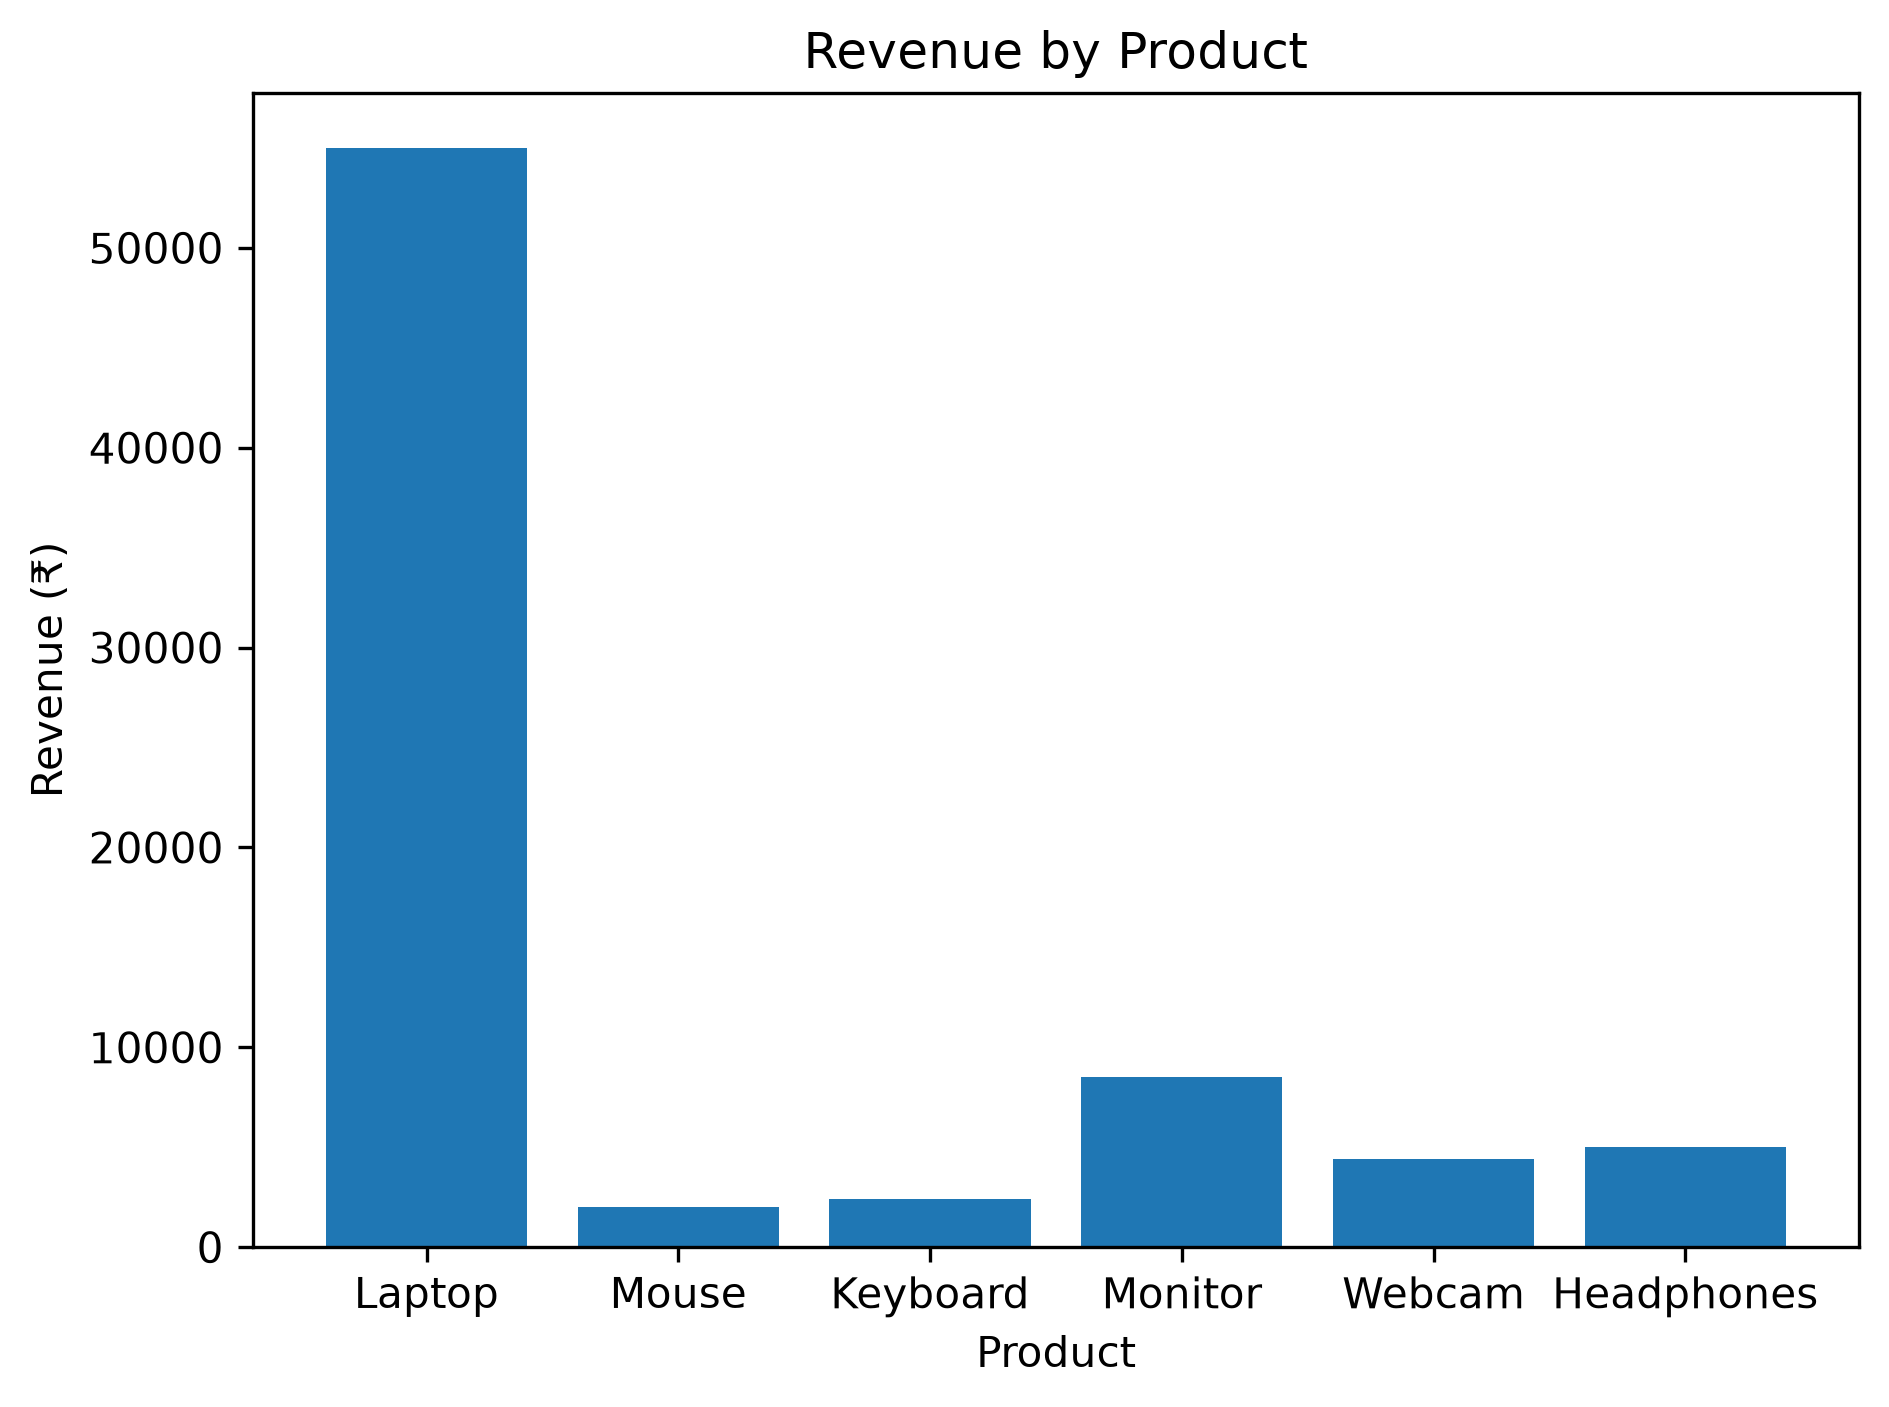 Revenue by Product
Revenue (₹)
50000
40000
30000
20000
10000
0
Laptop Mouse Keyboard Monitor Webcam Headphones
Product